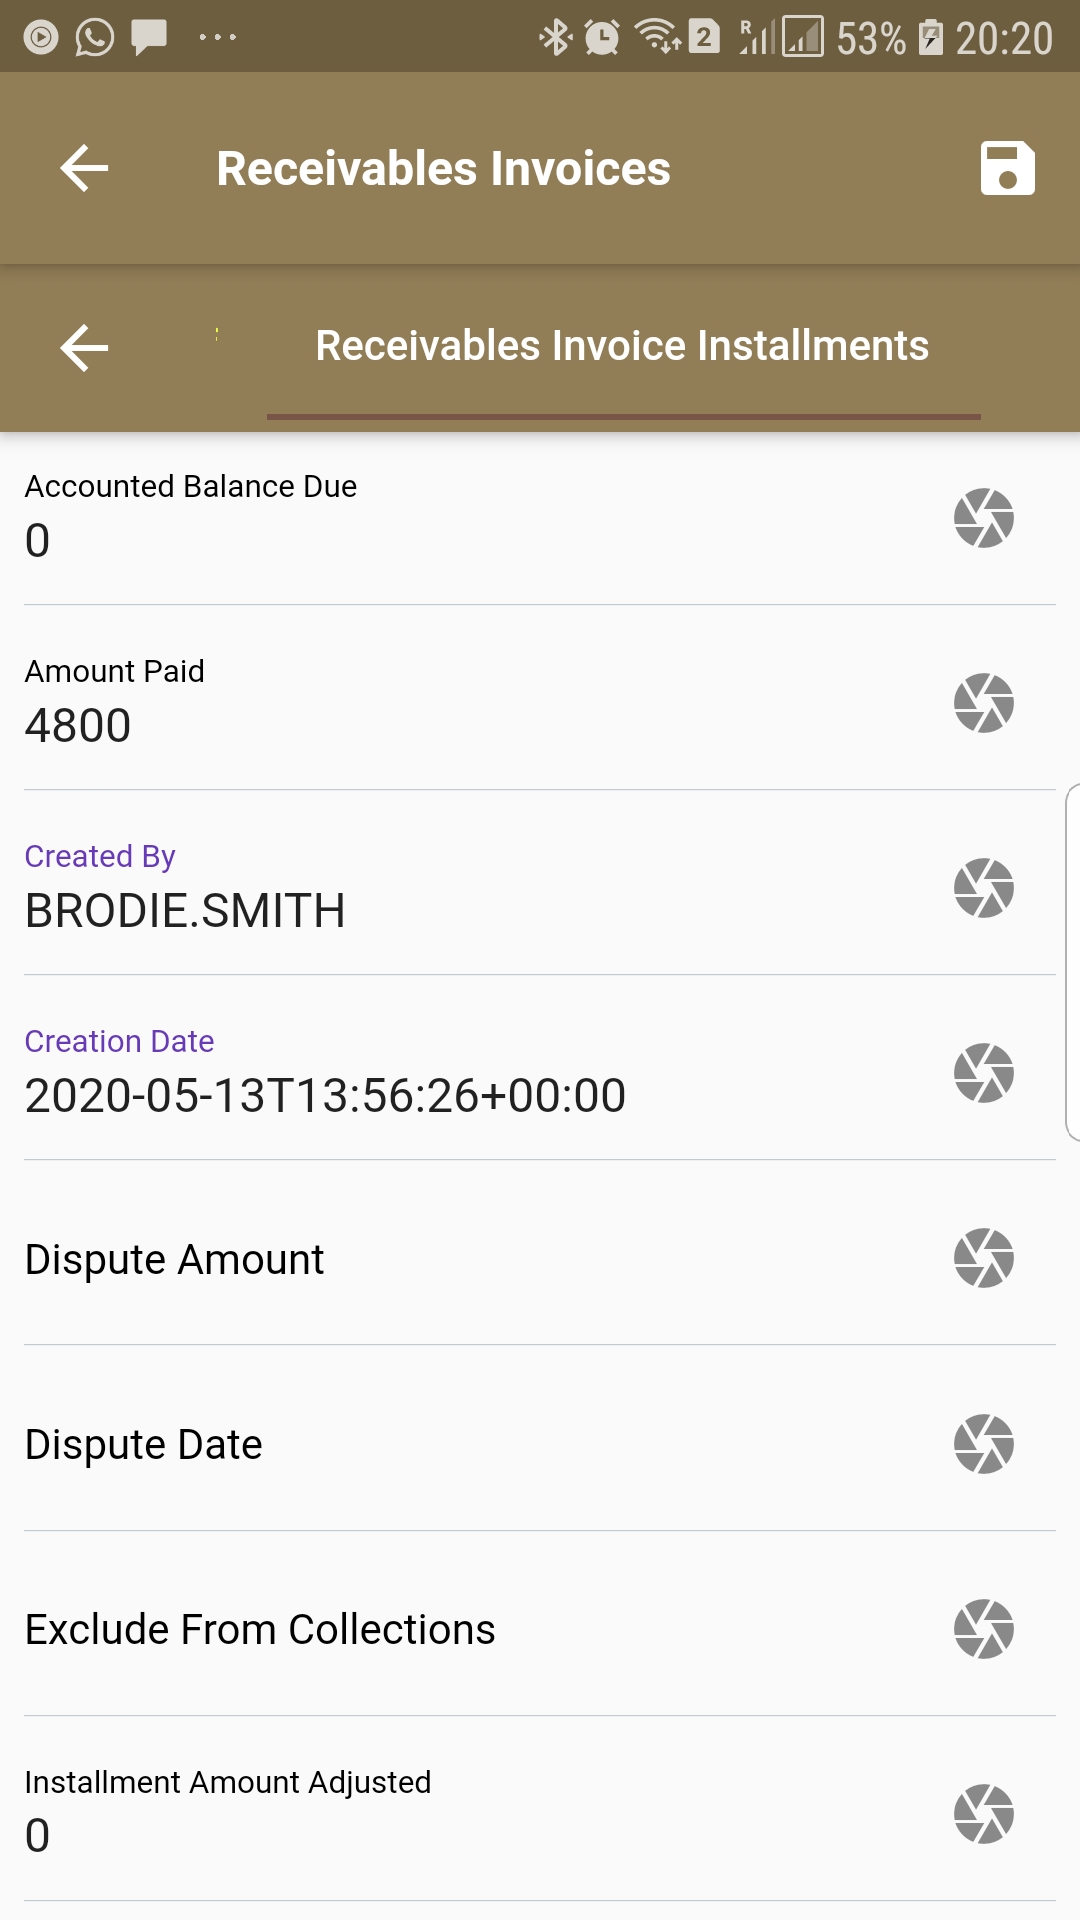 2 R 53% 20:20
Receivables Invoices
Receivables Invoice Installments
Accounted Balance Due
0
Amount Paid
4800
Created By
BRODIE.SMITH
Creation Date
2020-05-13T13:56:26+00:00
Dispute Amount
Dispute Date
Exclude From Collections
Installment Amount Adjusted
0